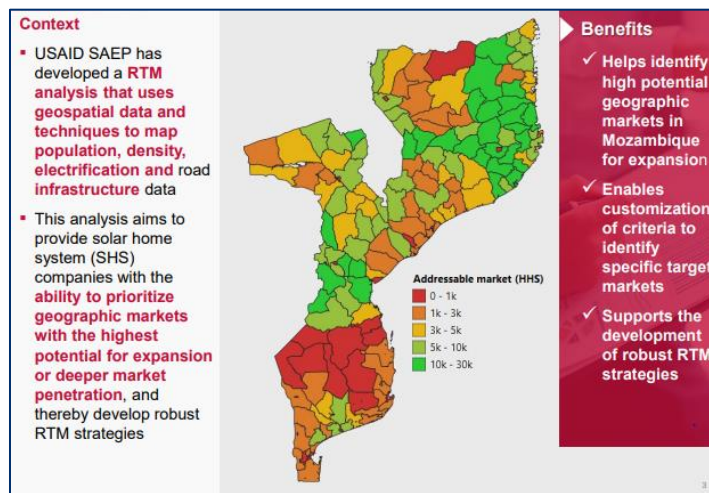 Context
▪ USAID SAEP has
developed a RTM
analysis that uses
geospatial data and
techniques to map
population, density,
electrification and road
infrastructure data
▪ This analysis aims to
provide solar home
system (SHS)
companies with the
ability to prioritize
geographic markets
with the highest
potential for expansion
or deeper market
penetration, and
thereby develop robust
RTM strategies
Addressable market (HHS)
0 - 1k
1k - 3k
3k - 5k
5k - 10k
10k - 30k
Benefits
✓ Helps identify
high potential
geographic
markets in
Mozambique
for expansion
✓ Enables
customization
of criteria to
identify
specific target
markets
✓ Supports the
development
of robust RTM
strategies
3